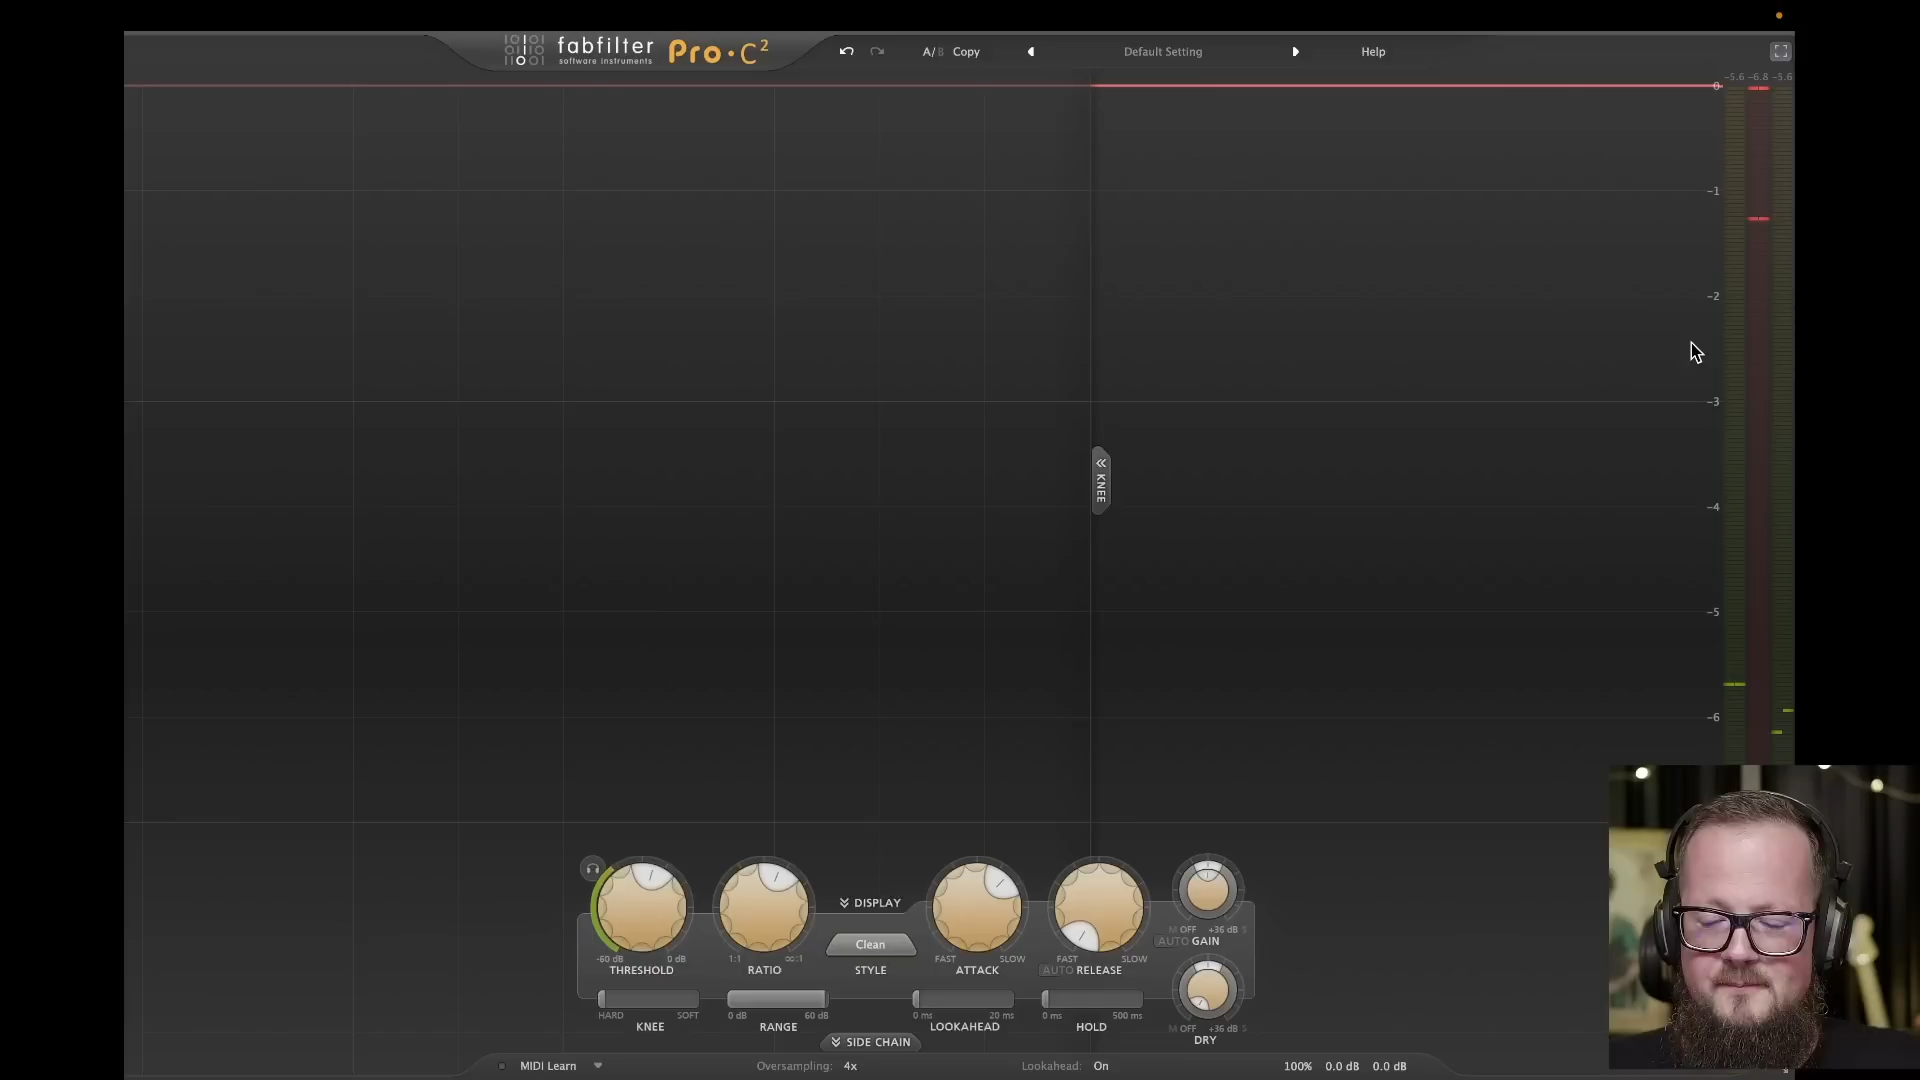 fabfilter
software instruments
Pro·C²
A/B Copy
Default Setting
Help
-5.6 -6.8 -5.6
0
-1
-2
-3
-4
-5
-6
KNEE
-60 dB 0 dB
THRESHOLD
1:1 ∞:1
RATIO
DISPLAY
Clean
STYLE
FAST SLOW
ATTACK
FAST SLOW
AUTO RELEASE
M OFF +36 dB S
AUTO GAIN
HARD SOFT
KNEE
0 dB 60 dB
RANGE
0 ms 20 ms
LOOKAHEAD
0 ms 500 ms
HOLD
M OFF +36 dB S
DRY
SIDE CHAIN
MIDI Learn
Oversampling: 4x
Lookahead: On
100% 0.0 dB 0.0 dB